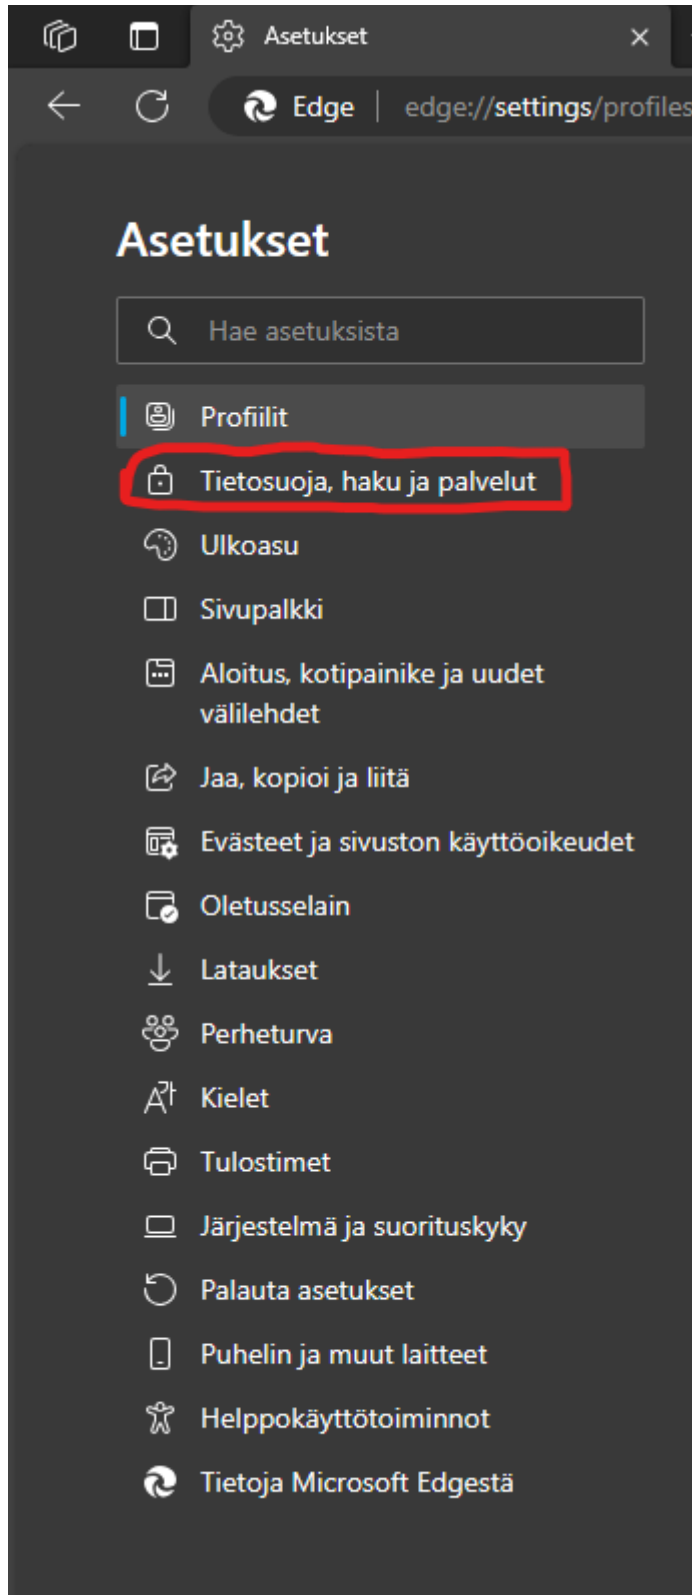 Asetukset
Edge | edge://settings/profiles
Asetukset
Hae asetuksista
Profiilit
Tietosuoja, haku ja palvelut
Ulkoasu
Sivupalkki
Aloitus, kotipainike ja uudet
välilehdet
Jaa, kopioi ja liitä
Evästeet ja sivuston käyttöoikeudet
Oletusselain
Lataukset
Perheturva
Kielet
Tulostimet
Järjestelmä ja suorituskyky
Palauta asetukset
Puhelin ja muut laitteet
Helppokäyttötoiminnot
Tietoja Microsoft Edgestä